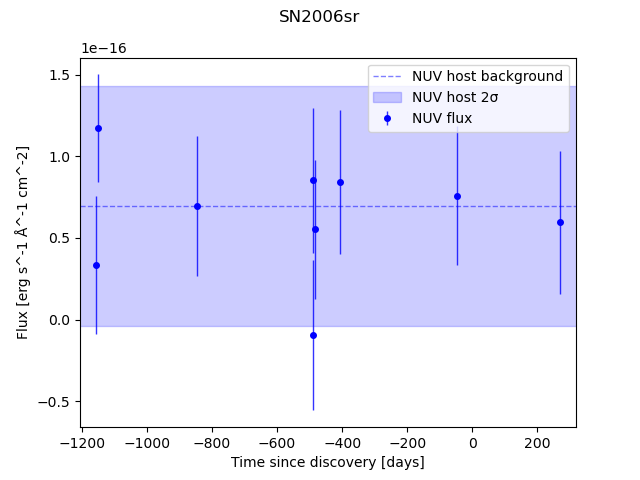 SN2006sr
1e−16
NUV host background
NUV host 2σ
NUV flux
1.5
1.0
0.5
0.0
−0.5
Flux [erg s^-1 Å^-1 cm^-2]
−1200 −1000 −800 −600 −400 −200 0 200
Time since discovery [days]